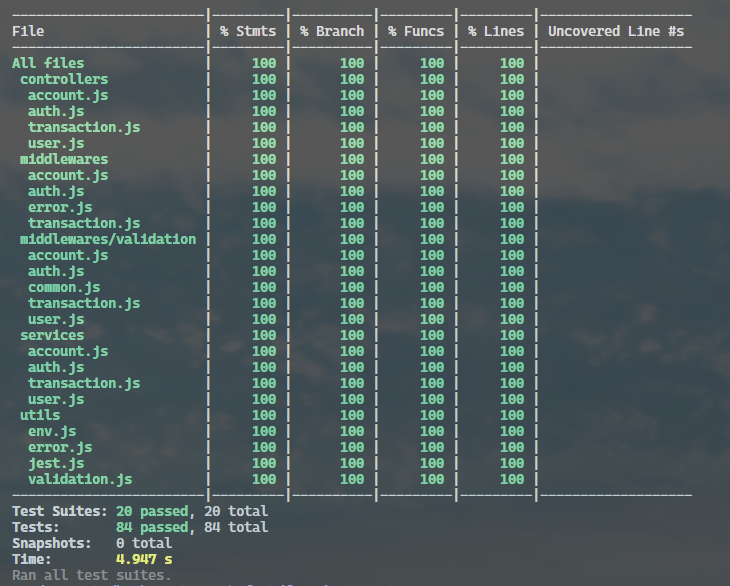 File | % Stmts | % Branch | % Funcs | % Lines | Uncovered Line #s
All files | 100 | 100 | 100 | 100 |
controllers | 100 | 100 | 100 | 100 |
account.js | 100 | 100 | 100 | 100 |
auth.js | 100 | 100 | 100 | 100 |
transaction.js | 100 | 100 | 100 | 100 |
user.js | 100 | 100 | 100 | 100 |
middlewares | 100 | 100 | 100 | 100 |
account.js | 100 | 100 | 100 | 100 |
auth.js | 100 | 100 | 100 | 100 |
error.js | 100 | 100 | 100 | 100 |
transaction.js | 100 | 100 | 100 | 100 |
middlewares/validation | 100 | 100 | 100 | 100 |
account.js | 100 | 100 | 100 | 100 |
auth.js | 100 | 100 | 100 | 100 |
common.js | 100 | 100 | 100 | 100 |
transaction.js | 100 | 100 | 100 | 100 |
user.js | 100 | 100 | 100 | 100 |
services | 100 | 100 | 100 | 100 |
account.js | 100 | 100 | 100 | 100 |
auth.js | 100 | 100 | 100 | 100 |
transaction.js | 100 | 100 | 100 | 100 |
user.js | 100 | 100 | 100 | 100 |
utils | 100 | 100 | 100 | 100 |
env.js | 100 | 100 | 100 | 100 |
error.js | 100 | 100 | 100 | 100 |
jest.js | 100 | 100 | 100 | 100 |
validation.js | 100 | 100 | 100 | 100 |
Test Suites: 20 passed, 20 total
Tests: 84 passed, 84 total
Snapshots: 0 total
Time: 4.947 s
Ran all test suites.